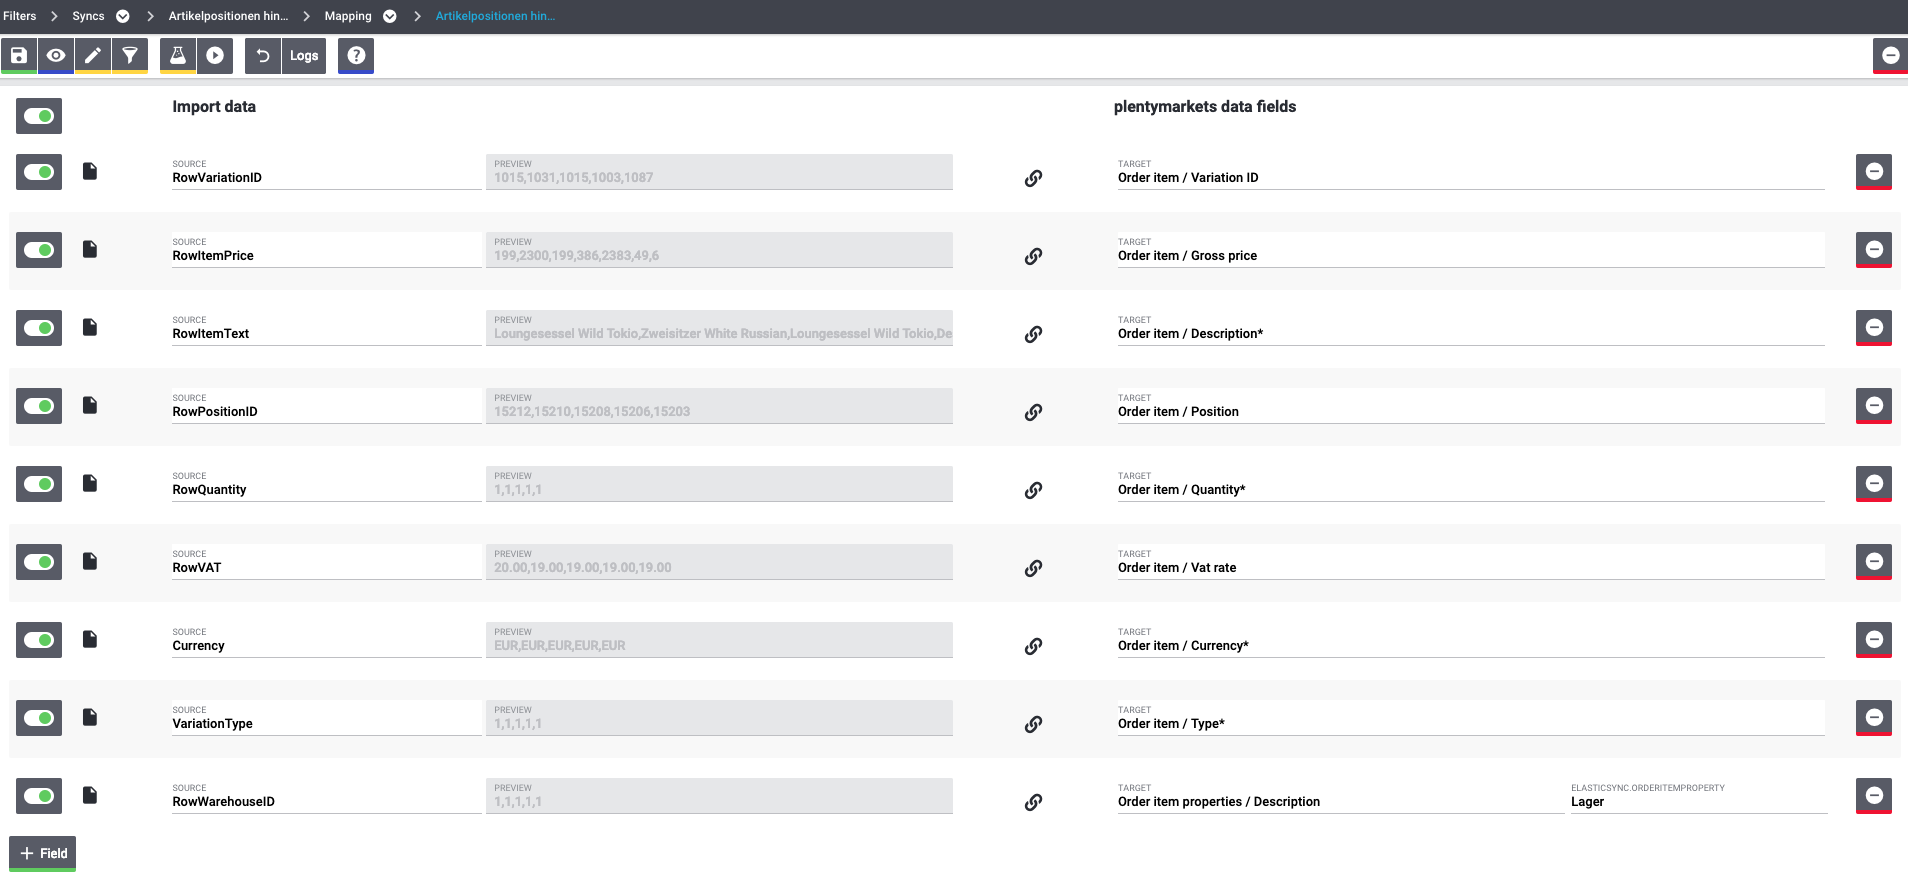 Filters Syncs Artikelpositionen hin... Mapping Artikelpositionen hin...
Logs
Import data plentymarkets data fields
SOURCE PREVIEW TARGET
RowVariationID 1015,1031,1015,1003,1087 Order item / Variation ID
SOURCE PREVIEW TARGET
RowItemPrice 199,2300,199,386,2383,49,6 Order item / Gross price
SOURCE PREVIEW TARGET
RowItemText Loungesessel Wild Tokio,Zweisitzer White Russian,Loungesessel Wild Tokio,De Order item / Description*
SOURCE PREVIEW TARGET
RowPositionID 15212,15210,15208,15206,15203 Order item / Position
SOURCE PREVIEW TARGET
RowQuantity 1,1,1,1,1 Order item / Quantity*
SOURCE PREVIEW TARGET
RowVAT 20.00,19.00,19.00,19.00,19.00 Order item / Vat rate
SOURCE PREVIEW TARGET
Currency EUR,EUR,EUR,EUR,EUR Order item / Currency*
SOURCE PREVIEW TARGET
VariationType 1,1,1,1,1 Order item / Type*
SOURCE PREVIEW TARGET ELASTICSYNC.ORDERITEMPROPERTY
RowWarehouseID 1,1,1,1,1 Order item properties / Description Lager
+ Field